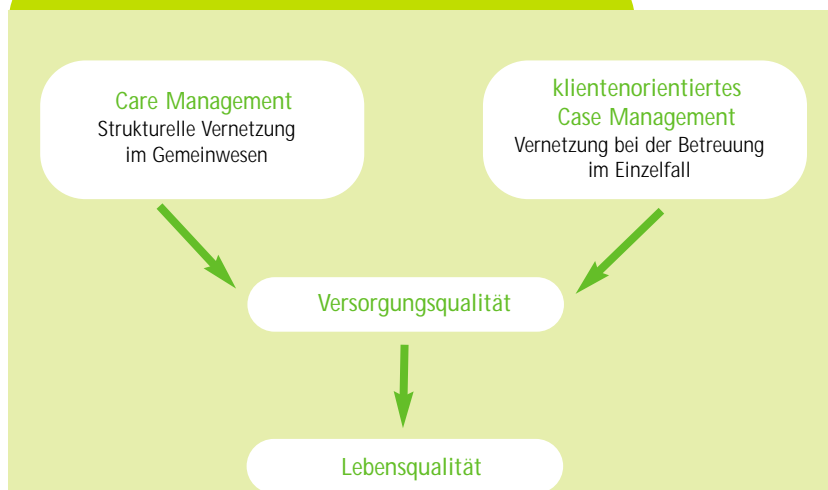 Care Management
Strukturelle Vernetzung
im Gemeinwesen
klientenorientiertes
Case Management
Vernetzung bei der Betreuung
im Einzelfall
Versorgungsqualität
Lebensqualität